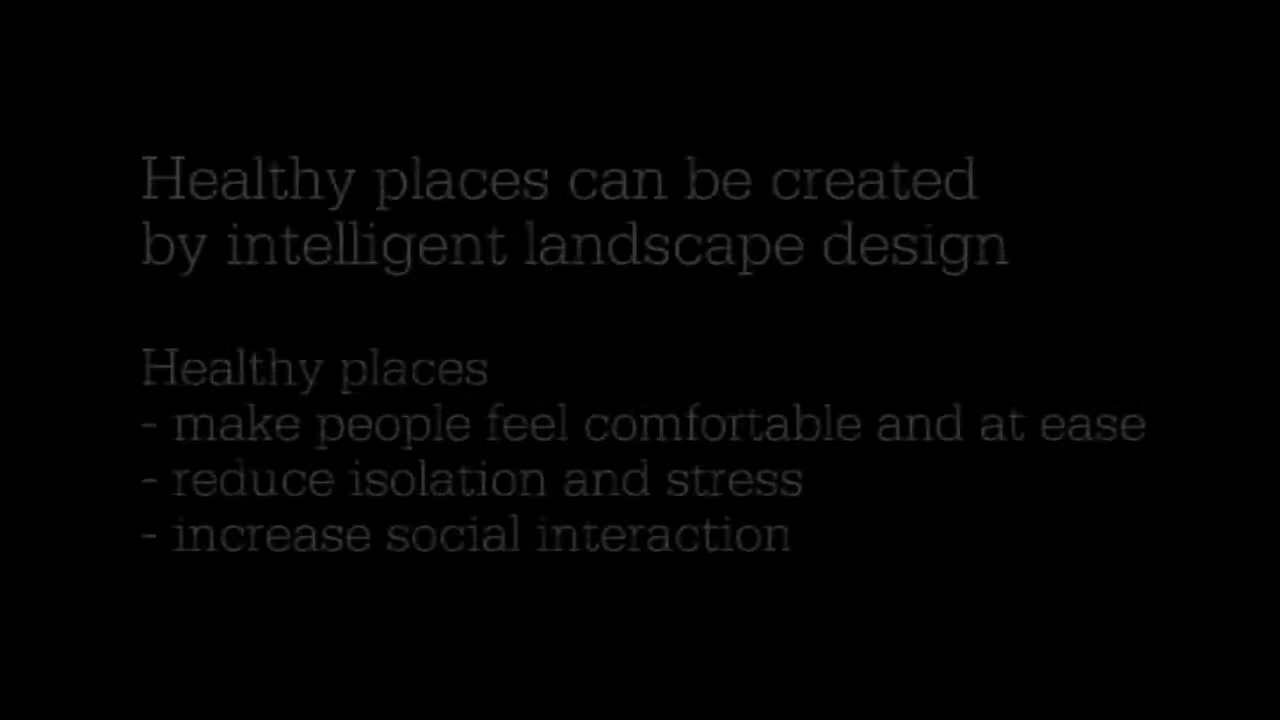 Healthy places can be created
by intelligent landscape design
Healthy places
- make people feel comfortable and at ease
- reduce isolation and stress
- increase social interaction